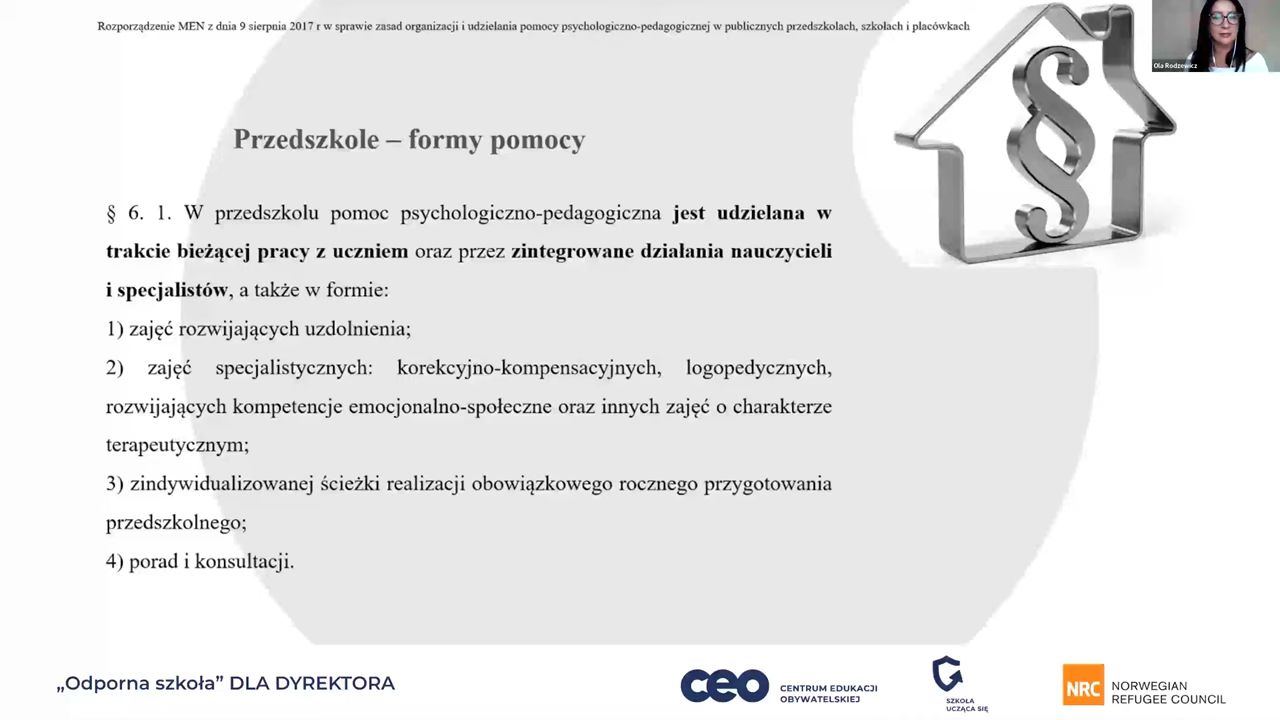 Rozporządzenie MEN z dnia 9 sierpnia 2017 r w sprawie zasad organizacji i udzielania pomocy psychologiczno-pedagogicznej w publicznych przedszkolach, szkołach i placówkach
Ola Rodzewicz
Przedszkole – formy pomocy
§ 6. 1. W przedszkolu pomoc psychologiczno-pedagogiczna jest udzielana w
trakcie bieżącej pracy z uczniem oraz przez zintegrowane działania nauczycieli
i specjalistów, a także w formie:
1) zajęć rozwijających uzdolnienia;
2) zajęć specjalistycznych: korekcyjno-kompensacyjnych, logopedycznych,
rozwijających kompetencje emocjonalno-społeczne oraz innych zajęć o charakterze
terapeutycznym;
3) zindywidualizowanej ścieżki realizacji obowiązkowego rocznego przygotowania
przedszkolnego;
4) porad i konsultacji.
„Odporna szkoła” DLA DYREKTORA
ceo
CENTRUM EDUKACJI
OBYWATELSKIEJ
SZKOŁA
UCZĄCA SIĘ
NRC
NORWEGIAN
REFUGEE COUNCIL